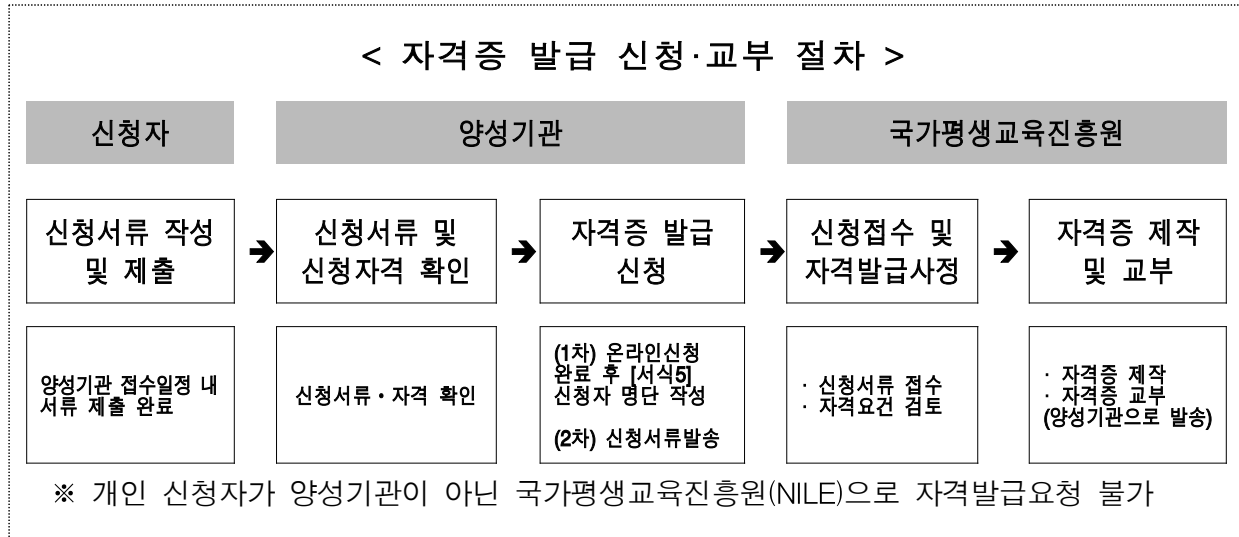 < 자격증 발급 신청·교부 절차 >
신청자
양성기관
국가평생교육진흥원
신청서류 작성
및 제출
➔
신청서류 및
신청자격 확인
➔
자격증 발급
신청
➔
신청접수 및
자격발급사정
➔
자격증 제작
및 교부
양성기관 접수일정 내
서류 제출 완료
신청서류·자격 확인
(1차) 온라인신청
완료 후 [서식5]
신청자 명단 작성
(2차) 신청서류발송
· 신청서류 접수
· 자격요건 검토
· 자격증 제작
· 자격증 교부
(양성기관으로 발송)
※ 개인 신청자가 양성기관이 아닌 국가평생교육진흥원(NILE)으로 자격발급요청 불가